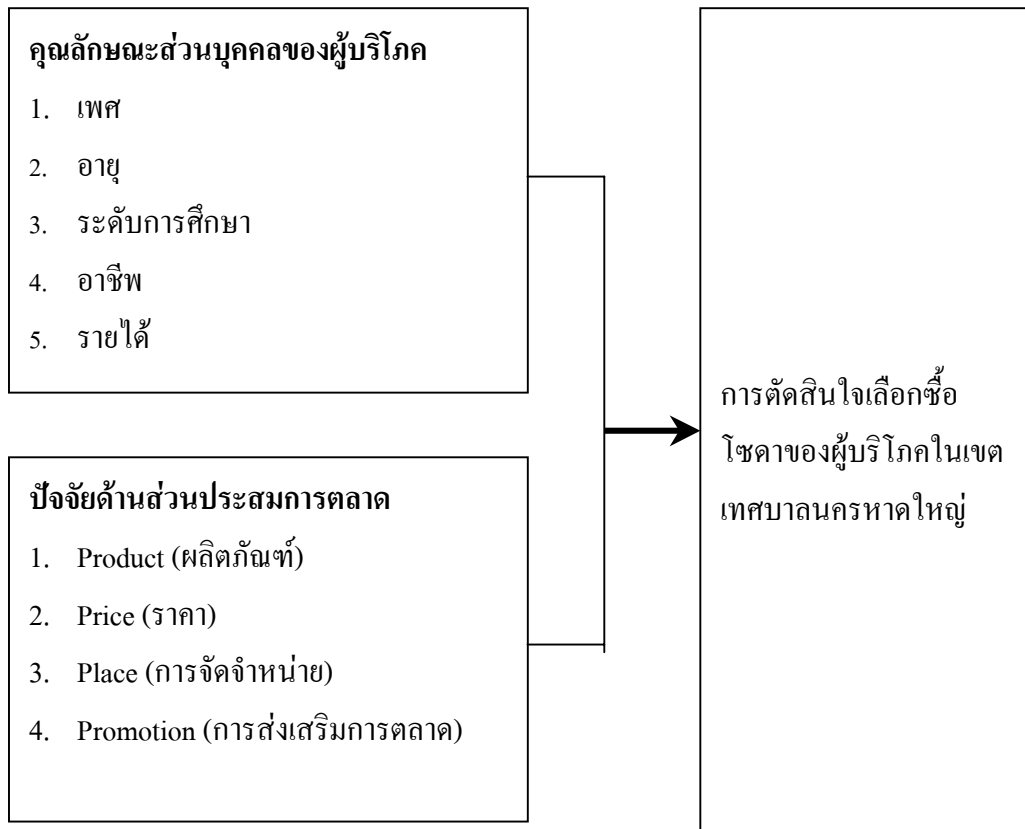 คุณลักษณะส่วนบุคคลของผู้บริโภค
1. เพศ
2. อายุ
3. ระดับการศึกษา
4. อาชีพ
5. รายได้
ปัจจัยด้านส่วนประสมการตลาด
1. Product (ผลิตภัณฑ์)
2. Price (ราคา)
3. Place (การจัดจำหน่าย)
4. Promotion (การส่งเสริมการตลาด)
การตัดสินใจเลือกซื้อ
โซดาของผู้บริโภคในเขต
เทศบาลนครหาดใหญ่